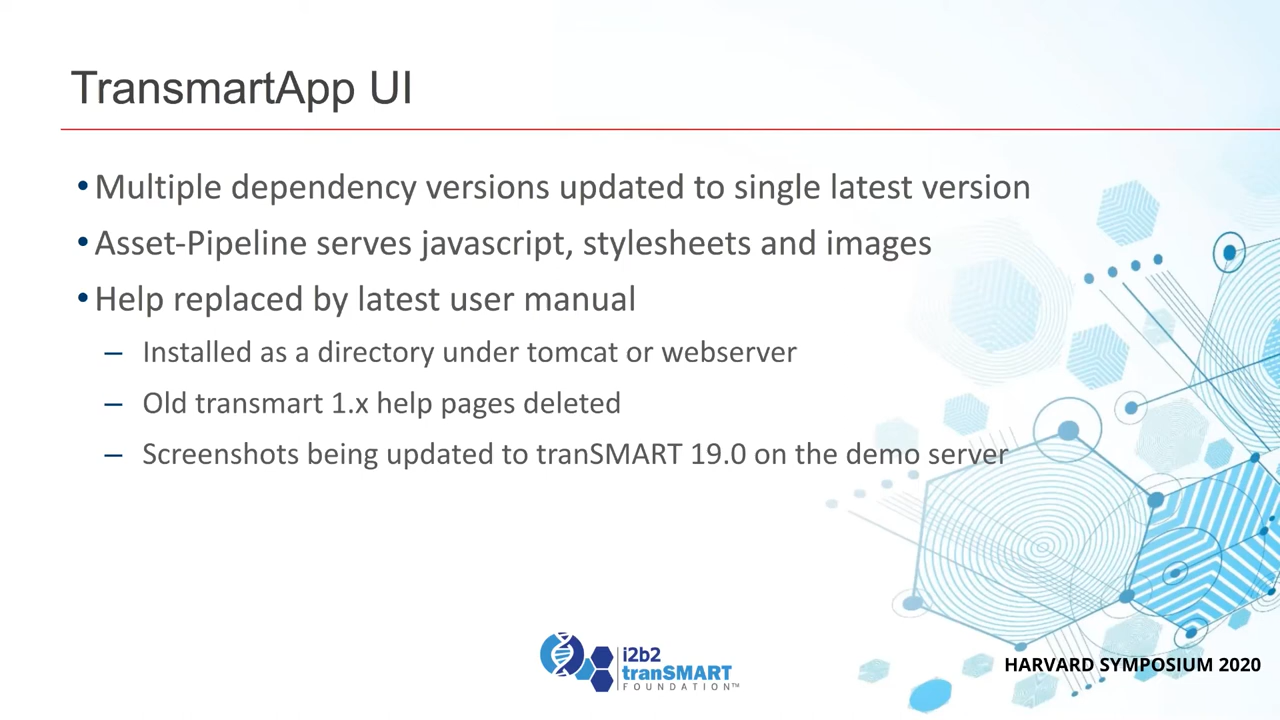 TransmartApp UI
• Multiple dependency versions updated to single latest version
• Asset-Pipeline serves javascript, stylesheets and images
• Help replaced by latest user manual
– Installed as a directory under tomcat or webserver
– Old transmart 1.x help pages deleted
– Screenshots being updated to tranSMART 19.0 on the demo server
i2b2
tranSMART
FOUNDATION™
HARVARD SYMPOSIUM 2020